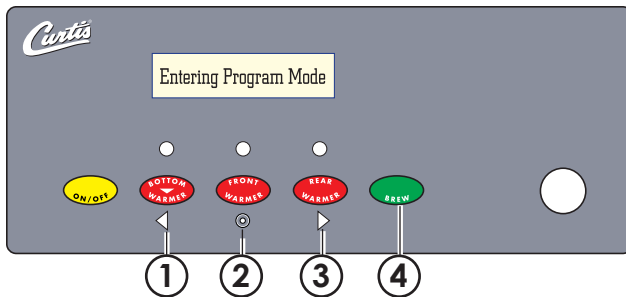 Curtis
Entering Program Mode
ON/OFF
BOTTOM
WARMER
FRONT
WARMER
REAR
WARMER
BREW
1
2
3
4